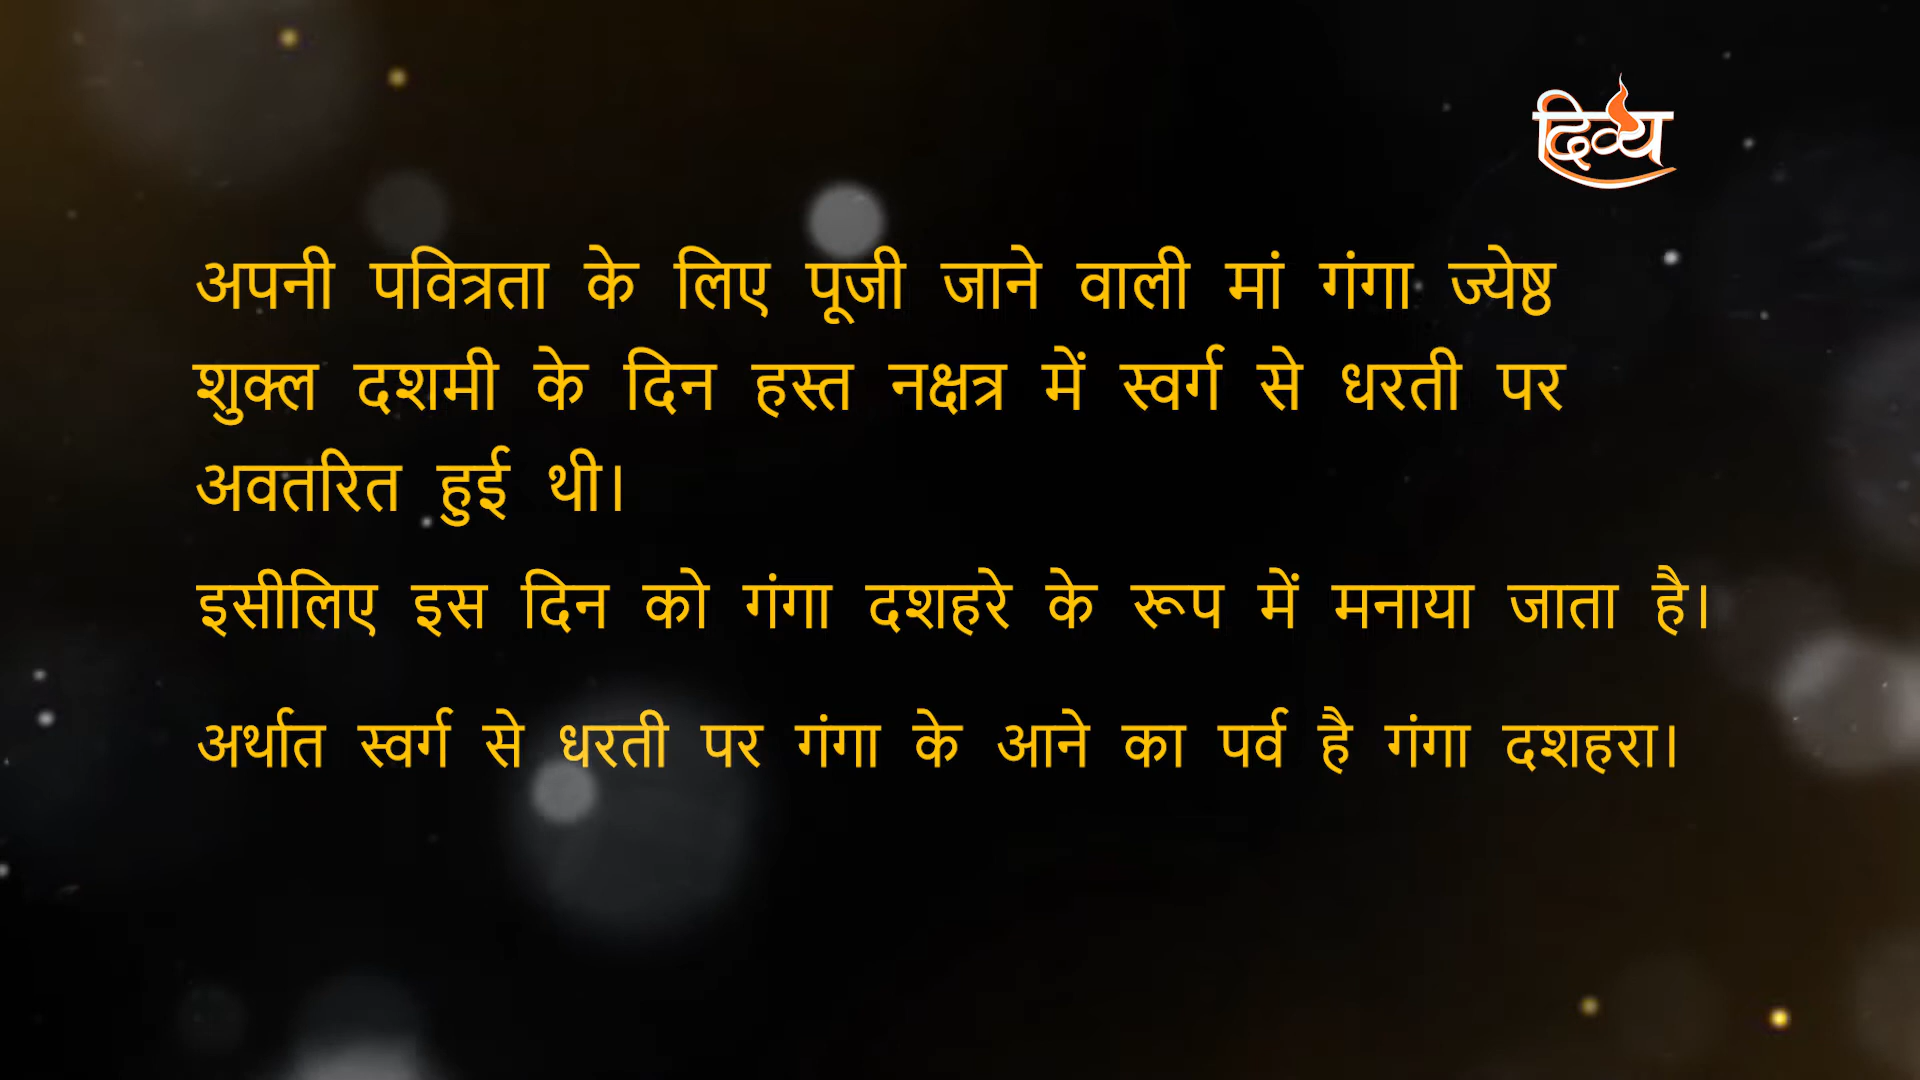 दिव्य
अपनी पवित्रता के लिए पूजी जाने वाली मां गंगा ज्येष्ठ
शुक्ल दशमी के दिन हस्त नक्षत्र में स्वर्ग से धरती पर
अवतरित हुई थी।
इसीलिए इस दिन को गंगा दशहरे के रूप में मनाया जाता है।
अर्थात स्वर्ग से धरती पर गंगा के आने का पर्व है गंगा दशहरा।